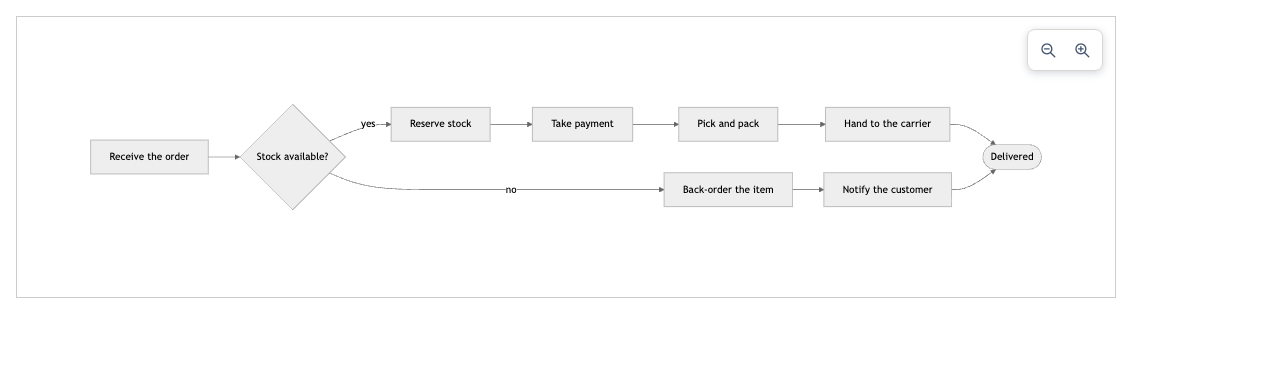 Receive the order
Stock available?
yes
Reserve stock
Take payment
Pick and pack
Hand to the carrier
Delivered
no
Back-order the item
Notify the customer